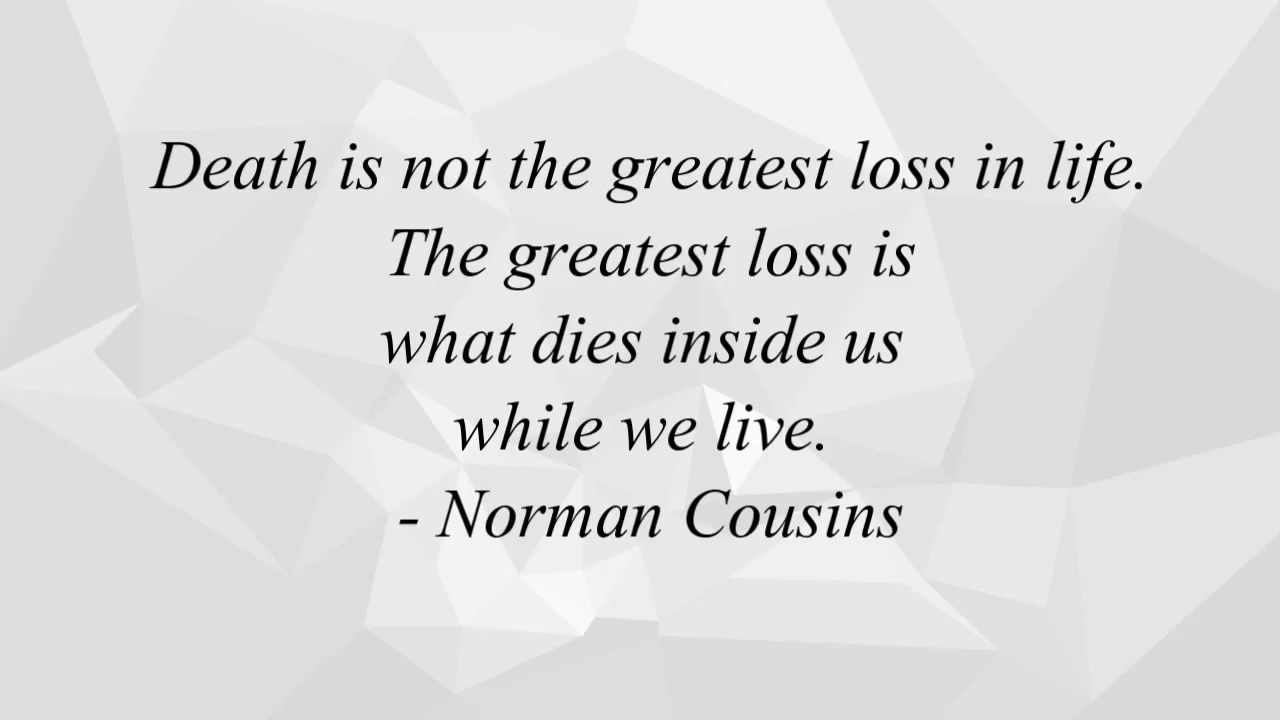 Death is not the greatest loss in life.
The greatest loss is
what dies inside us
while we live.
- Norman Cousins